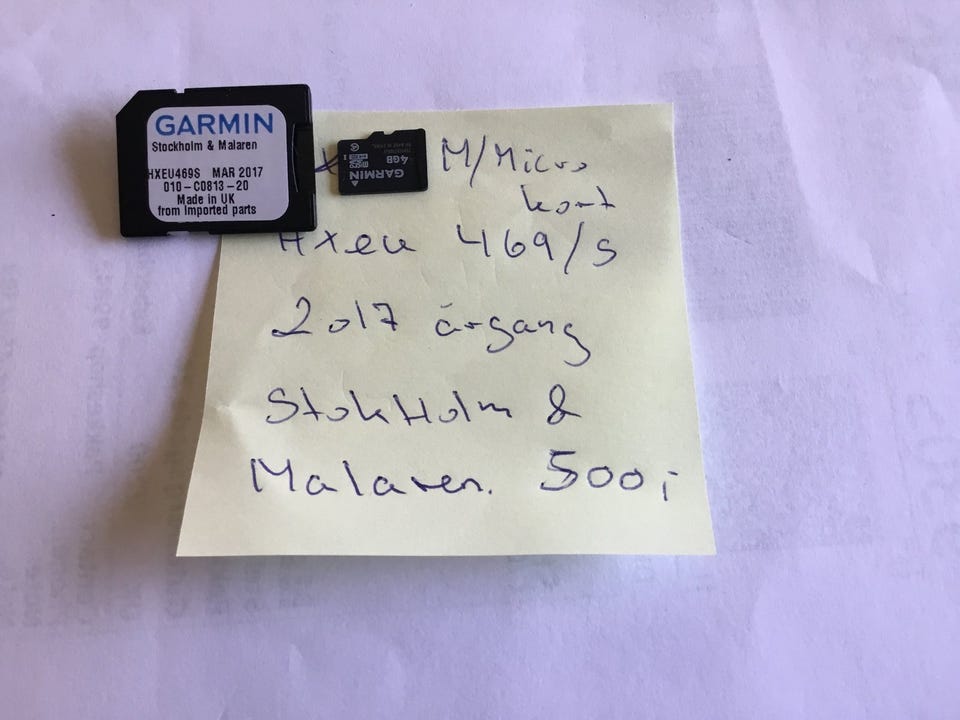 GARMIN
Stockholm & Malaren
HXEU469S MAR 2017
010-C0813-20
Made in UK
from Imported parts
GARMIN
4GB
micro
M/Micro
kort
Hxeu 469/s
2017 årgang
StokHolm &
Malaren. 500;